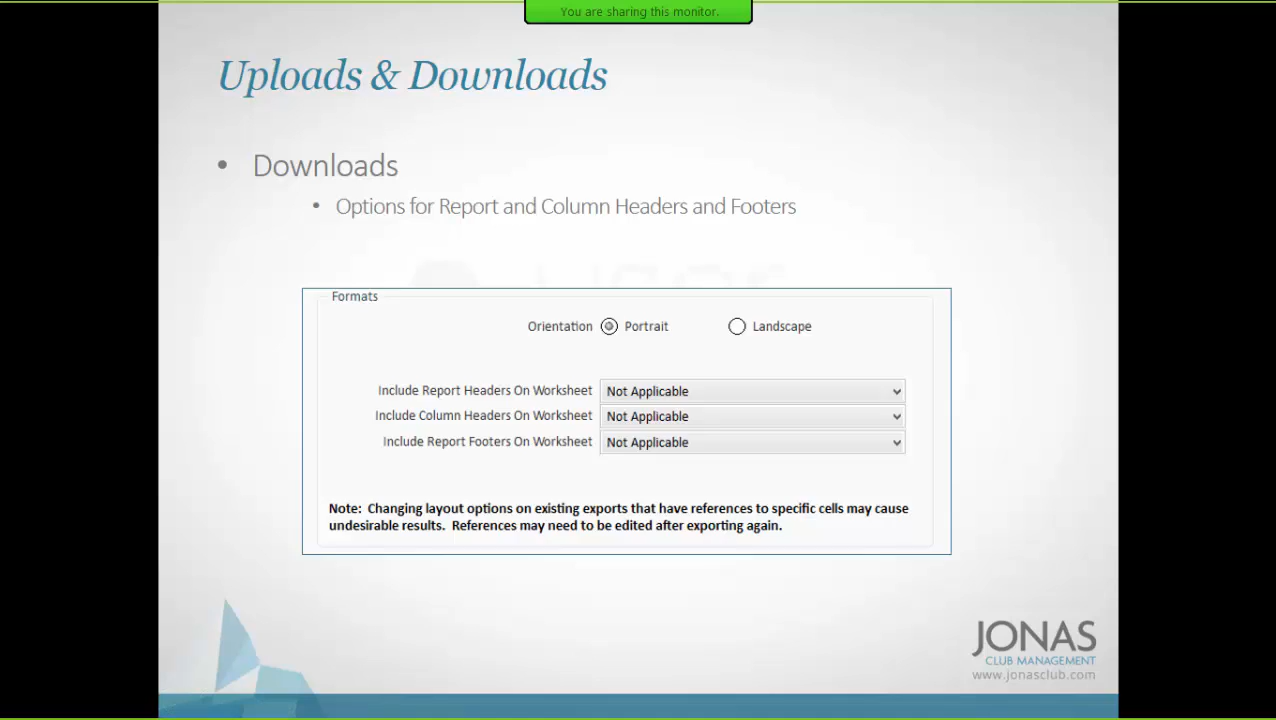 You are sharing this monitor.
Uploads & Downloads
• Downloads
• Options for Report and Column Headers and Footers
Formats
Orientation Portrait Landscape
Include Report Headers On Worksheet Not Applicable
Include Column Headers On Worksheet Not Applicable
Include Report Footers On Worksheet Not Applicable
Note: Changing layout options on existing exports that have references to specific cells may cause
undesirable results. References may need to be edited after exporting again.
JONAS
CLUB MANAGEMENT
www.jonasclub.com